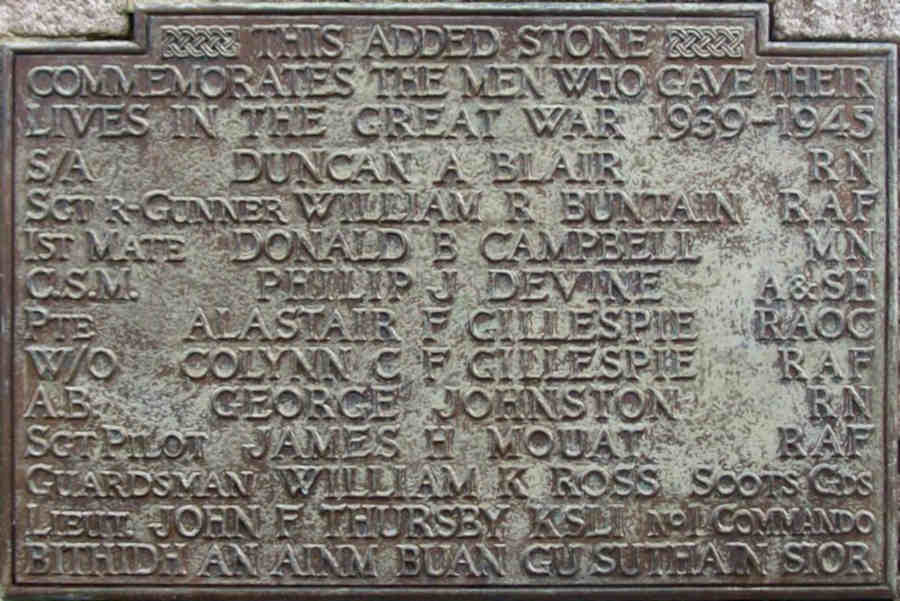 THIS ADDED STONE
COMMEMORATES THE MEN WHO GAVE THEIR
LIVES IN THE GREAT WAR 1939-1945
S/A DUNCAN A BLAIR RN
SGT R-GUNNER WILLIAM R BUNTAIN RAF
1ST MATE DONALD B CAMPBELL MN
C.S.M. PHILIP J DEVINE A&SH
PTE ALASTAIR F GILLESPIE RAOC
W/O COLYNN C F GILLESPIE RAF
A.B. GEORGE JOHNSTON RN
SGT PILOT JAMES H MOUAT RAF
GUARDSMAN WILLIAM K ROSS SCOTS GDS
LIEUT. JOHN F THURSBY KSLI NO 1 COMMANDO
BITHIDH AN AINM BUAN GU SUTHAIN SIOR